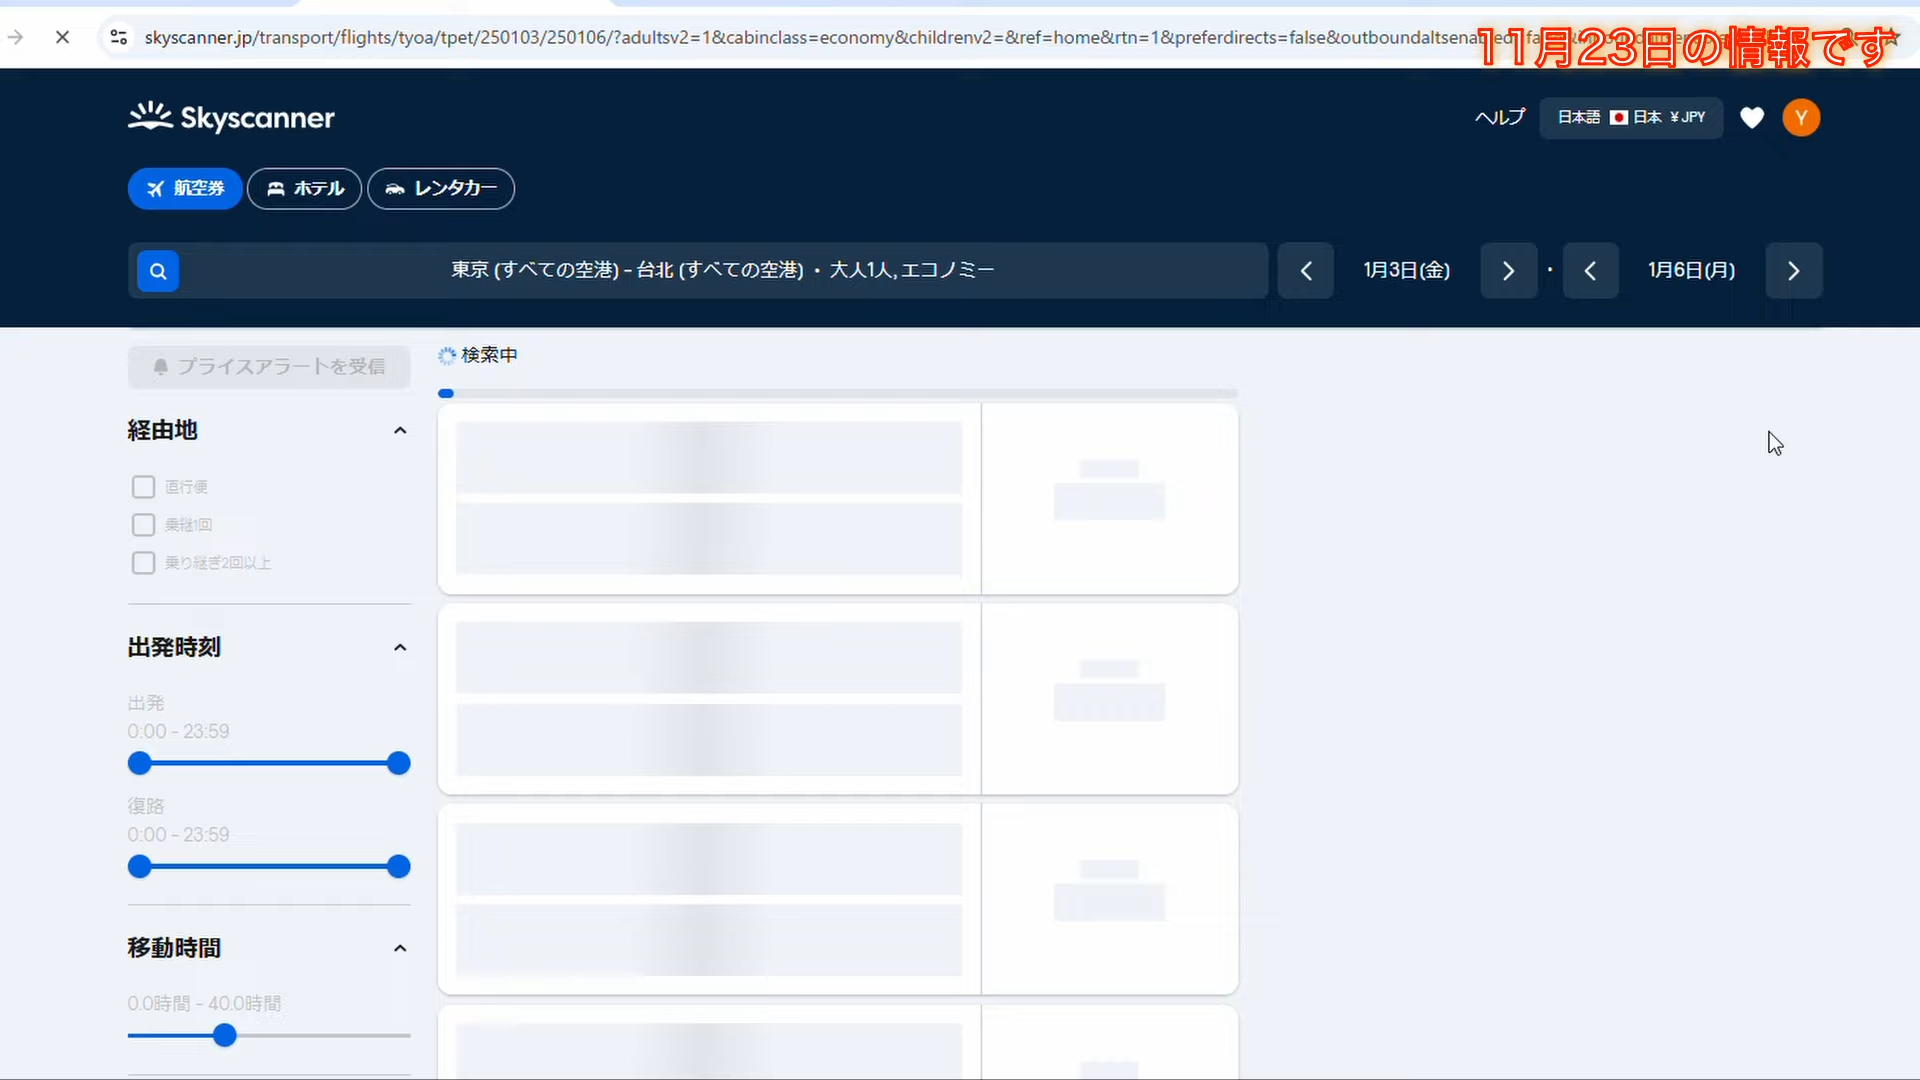 skyscanner.jp/transport/flights/tyoa/tpet/250103/250106/?adultsv2=1&cabinclass=economy&childrenv2=&ref=home&rtn=1&preferdirects=false&outboundaltsenabled
11月23日の情報です
Skyscanner
ヘルプ
日本語 日本 ¥ JPY
Y
航空券
ホテル
レンタカー
東京 (すべての空港) - 台北 (すべての空港) ・ 大人1人, エコノミー
1月3日(金)
・
1月6日(月)
プライスアラートを受信
検索中
経由地
直行便
乗継1回
乗り継ぎ2回以上
出発時刻
出発
0:00 - 23:59
復路
0:00 - 23:59
移動時間
0.0時間 - 40.0時間